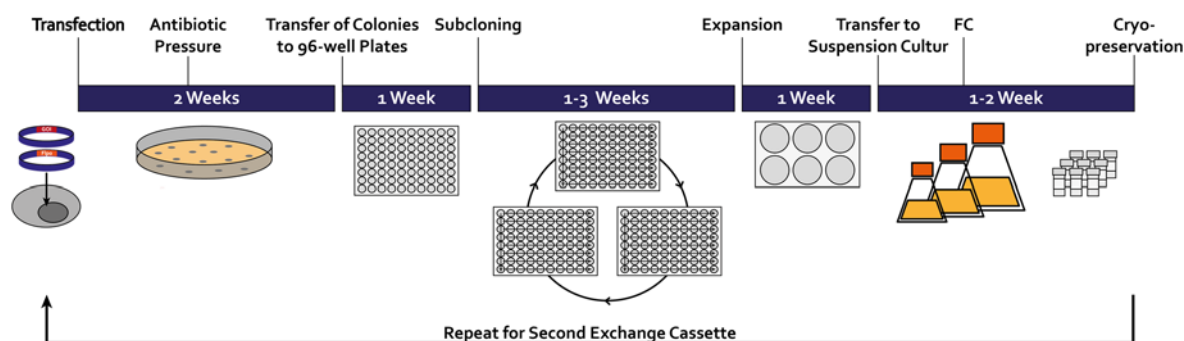 Transfection
Antibiotic
Pressure
Transfer of Colonies
to 96-well Plates
Subcloning
Expansion
Transfer to
Suspension Cultur
FC
Cryo-
preservation
2 Weeks
1 Week
1-3 Weeks
1 Week
1-2 Week
GOI
Flpo
Repeat for Second Exchange Cassette